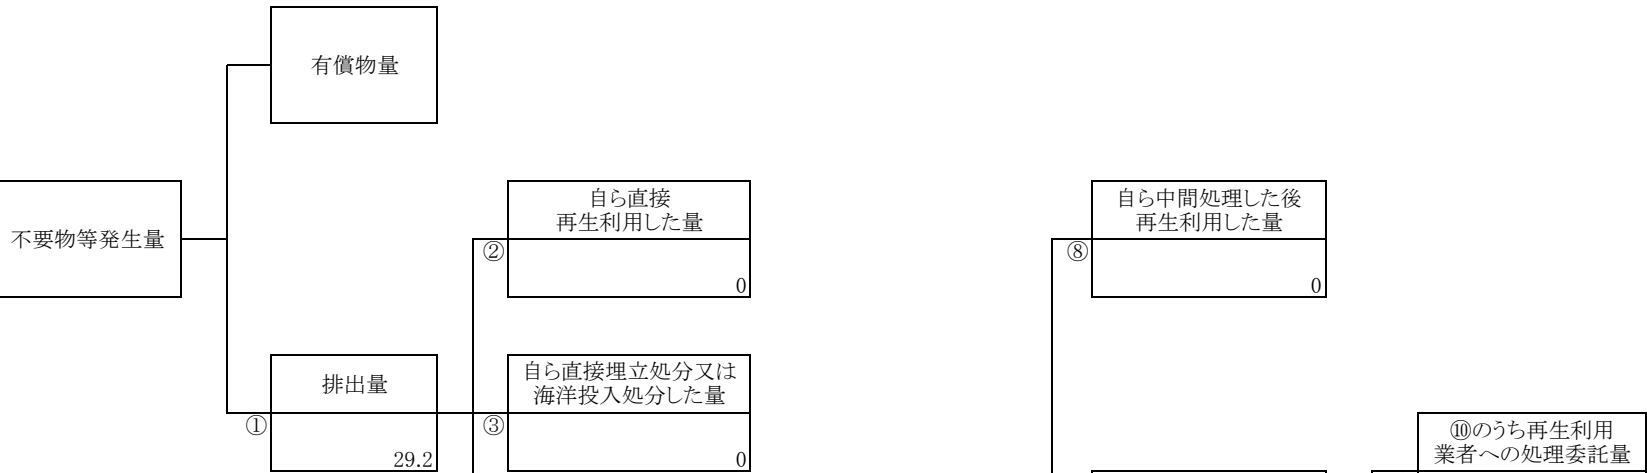 有償物量
不要物等発生量
自ら直接
再生利用した量
②
0
自ら中間処理した後
再生利用した量
⑧
0
排出量
①
29.2
自ら直接埋立処分又は
海洋投入処分した量
③
0
⑩のうち再生利用
業者への処理委託量